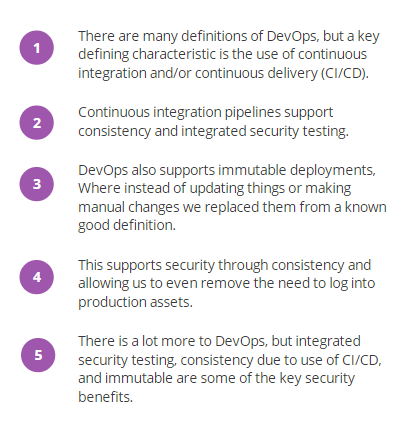 1
There are many definitions of DevOps, but a key
defining characteristic is the use of continuous
integration and/or continuous delivery (CI/CD).
2
Continuous integration pipelines support
consistency and integrated security testing.
3
DevOps also supports immutable deployments,
Where instead of updating things or making
manual changes we replaced them from a known
good definition.
4
This supports security through consistency and
allowing us to even remove the need to log into
production assets.
5
There is a lot more to DevOps, but integrated
security testing, consistency due to use of CI/CD,
and immutable are some of the key security
benefits.